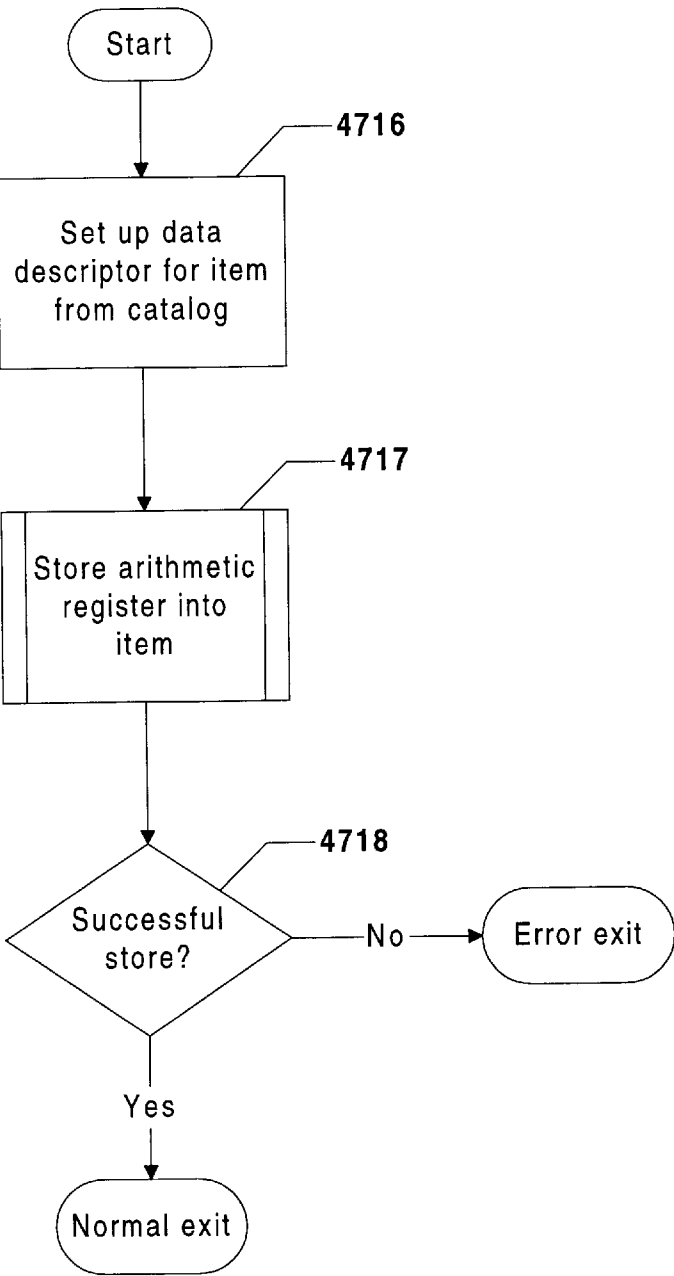 Start
4716
Set up data
descriptor for item
from catalog
4717
Store arithmetic
register into
item
4718
Successful
store?
No
Error exit
Yes
Normal exit